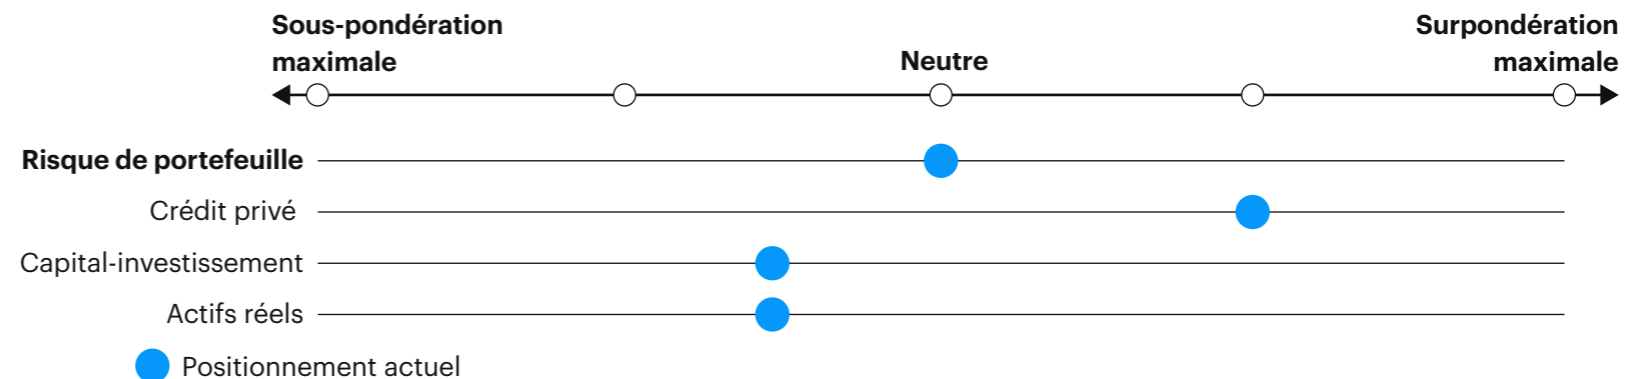 Sous-pondération
maximale
Neutre
Surpondération
maximale
Risque de portefeuille
Crédit privé
Capital-investissement
Actifs réels
Positionnement actuel